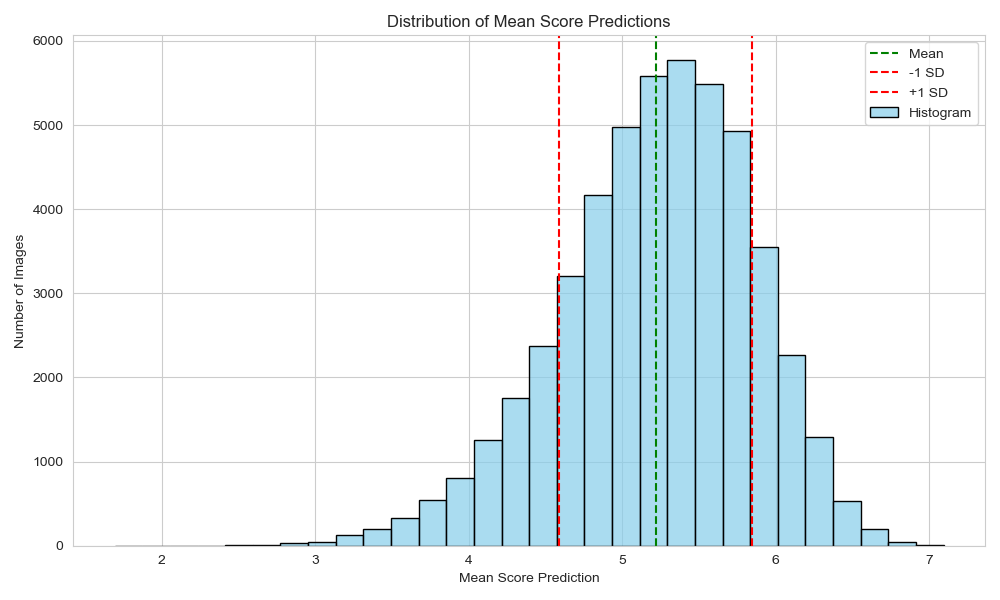 Distribution of Mean Score Predictions
6000
5000
4000
3000
2000
1000
0
Number of Images
2 3 4 5 6 7
Mean Score Prediction
Mean
-1 SD
+1 SD
Histogram